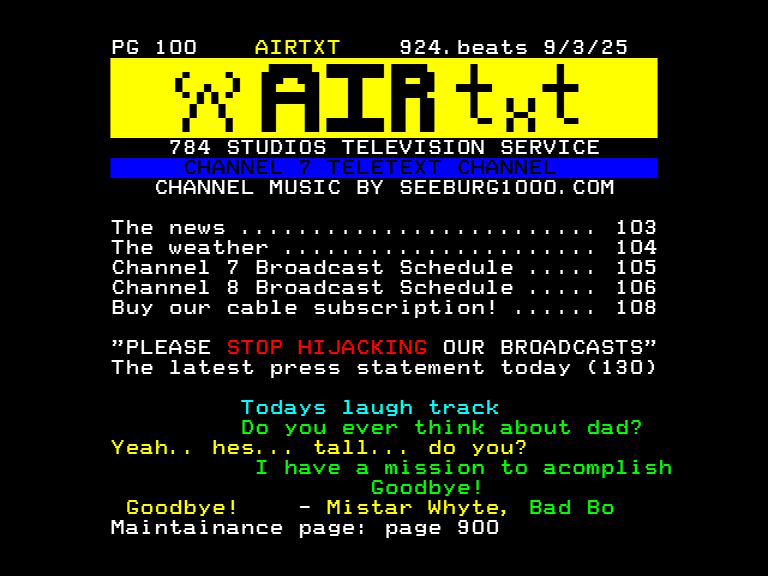 PG 100 AIRTXT 924.beats 9/3/25
AIRtxt
784 STUDIOS TELEVISION SERVICE
CHANNEL 7 TELETEXT CHANNEL
CHANNEL MUSIC BY SEEBURG1000.COM
The news ......................... 103
The weather ...................... 104
Channel 7 Broadcast Schedule ..... 105
Channel 8 Broadcast Schedule ..... 106
Buy our cable subscription! ...... 108
"PLEASE STOP HIJACKING OUR BROADCASTS"
The latest press statement today (130)
Todays laugh track
Do you ever think about dad?
Yeah.. hes... tall... do you?
I have a mission to acomplish
Goodbye!
Goodbye! - Mistar Whyte, Bad Bo
Maintainance page: page 900